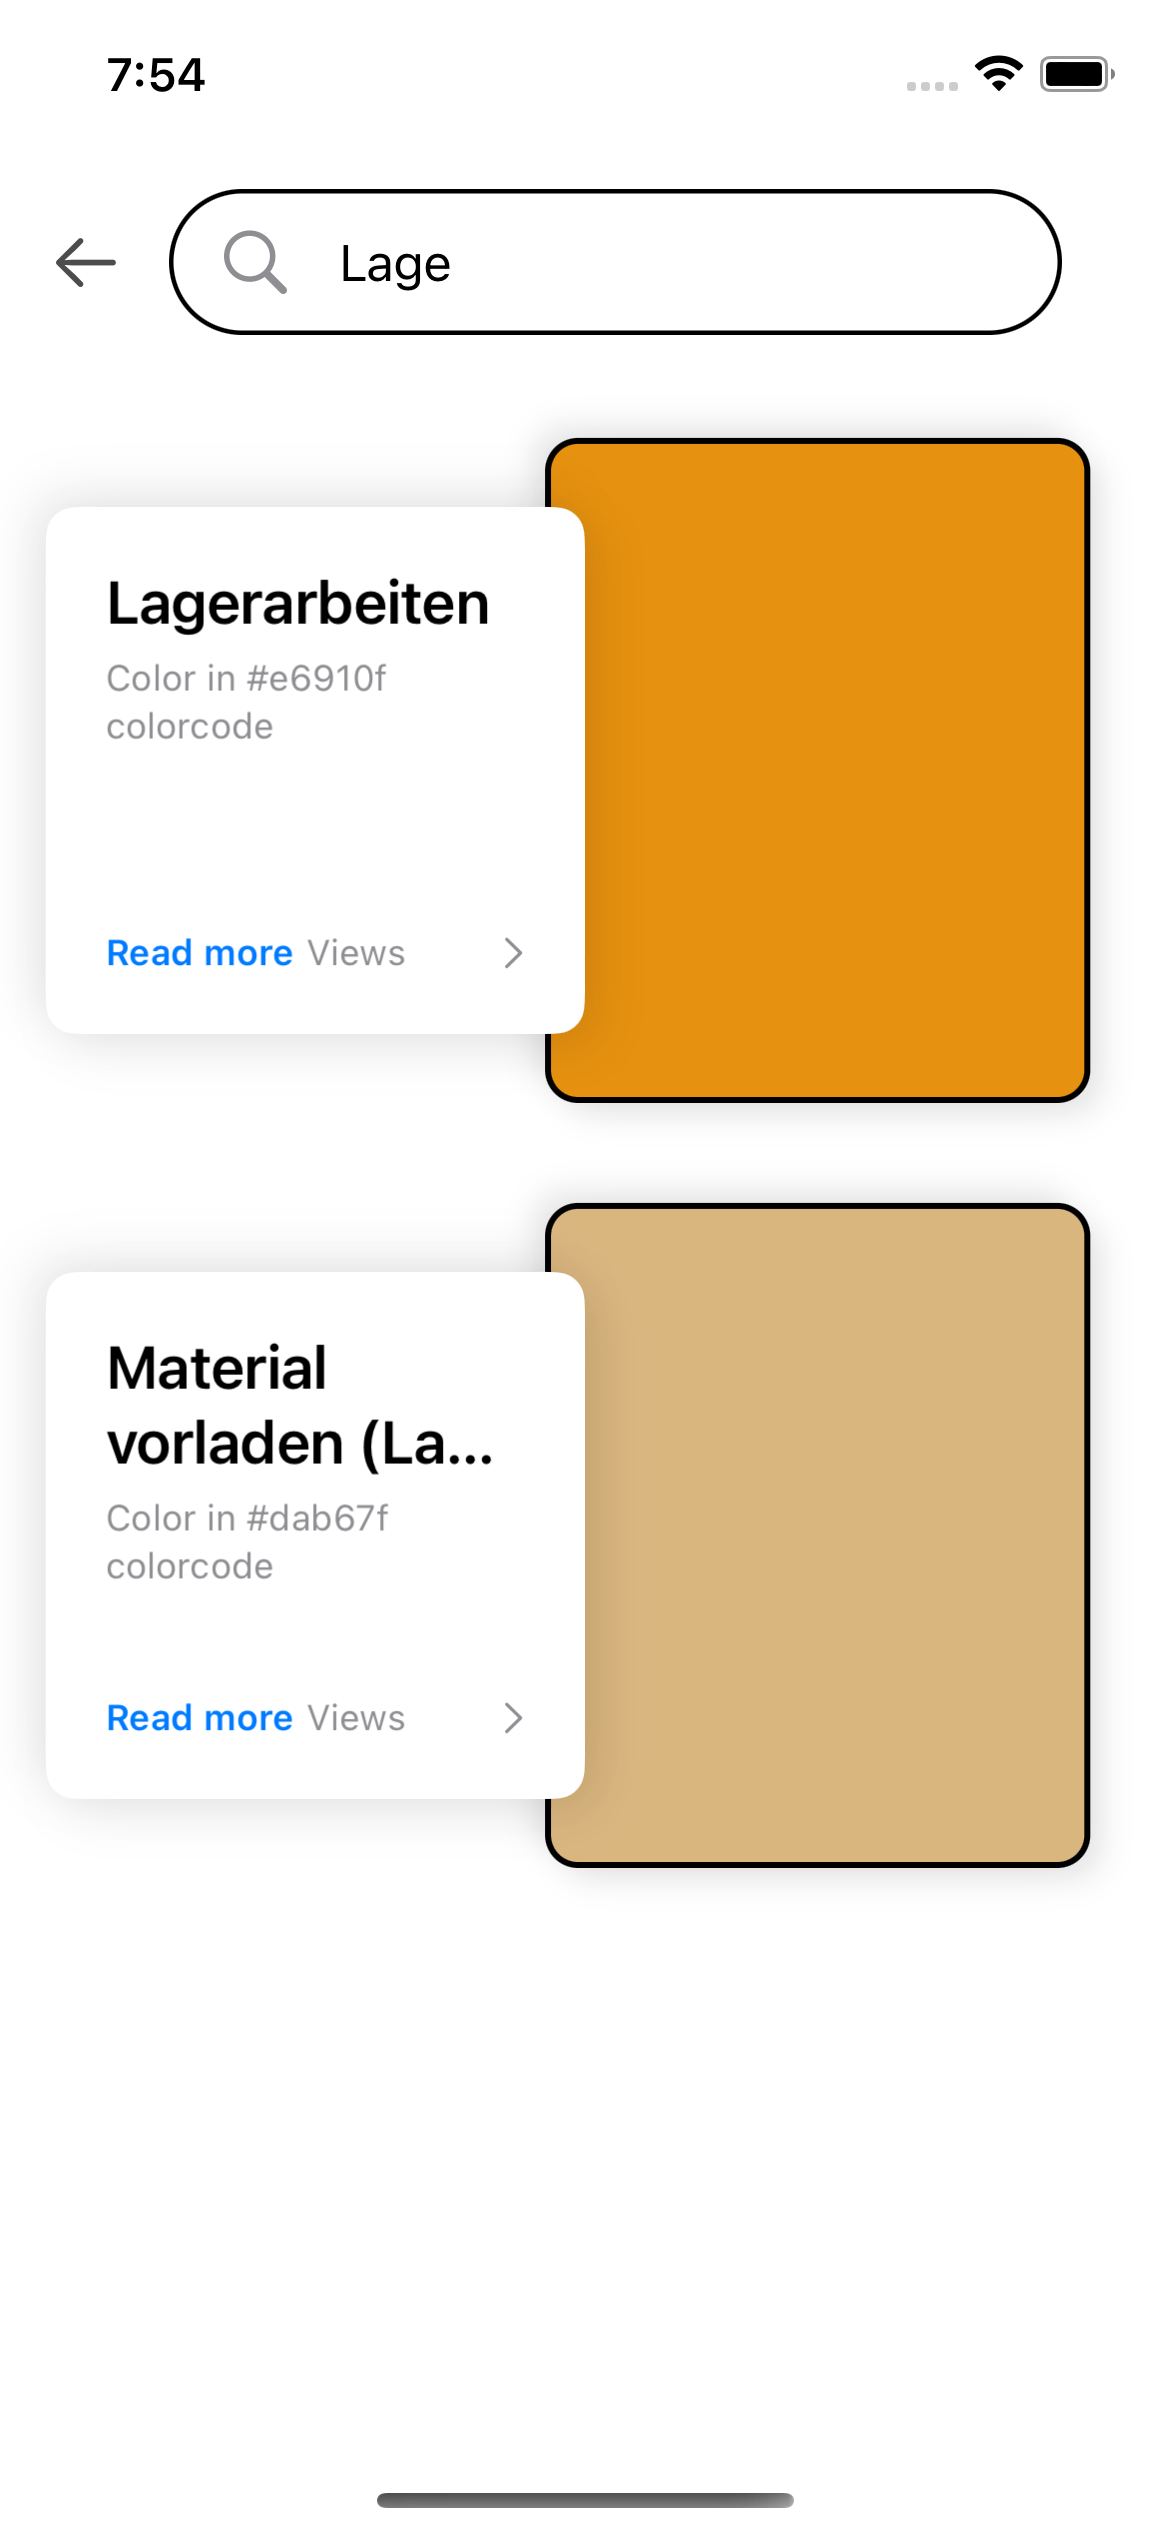 7:54
Lage
Lagerarbeiten
Color in #e6910f
colorcode
Read more Views
Material
vorladen (La...
Color in #dab67f
colorcode
Read more Views